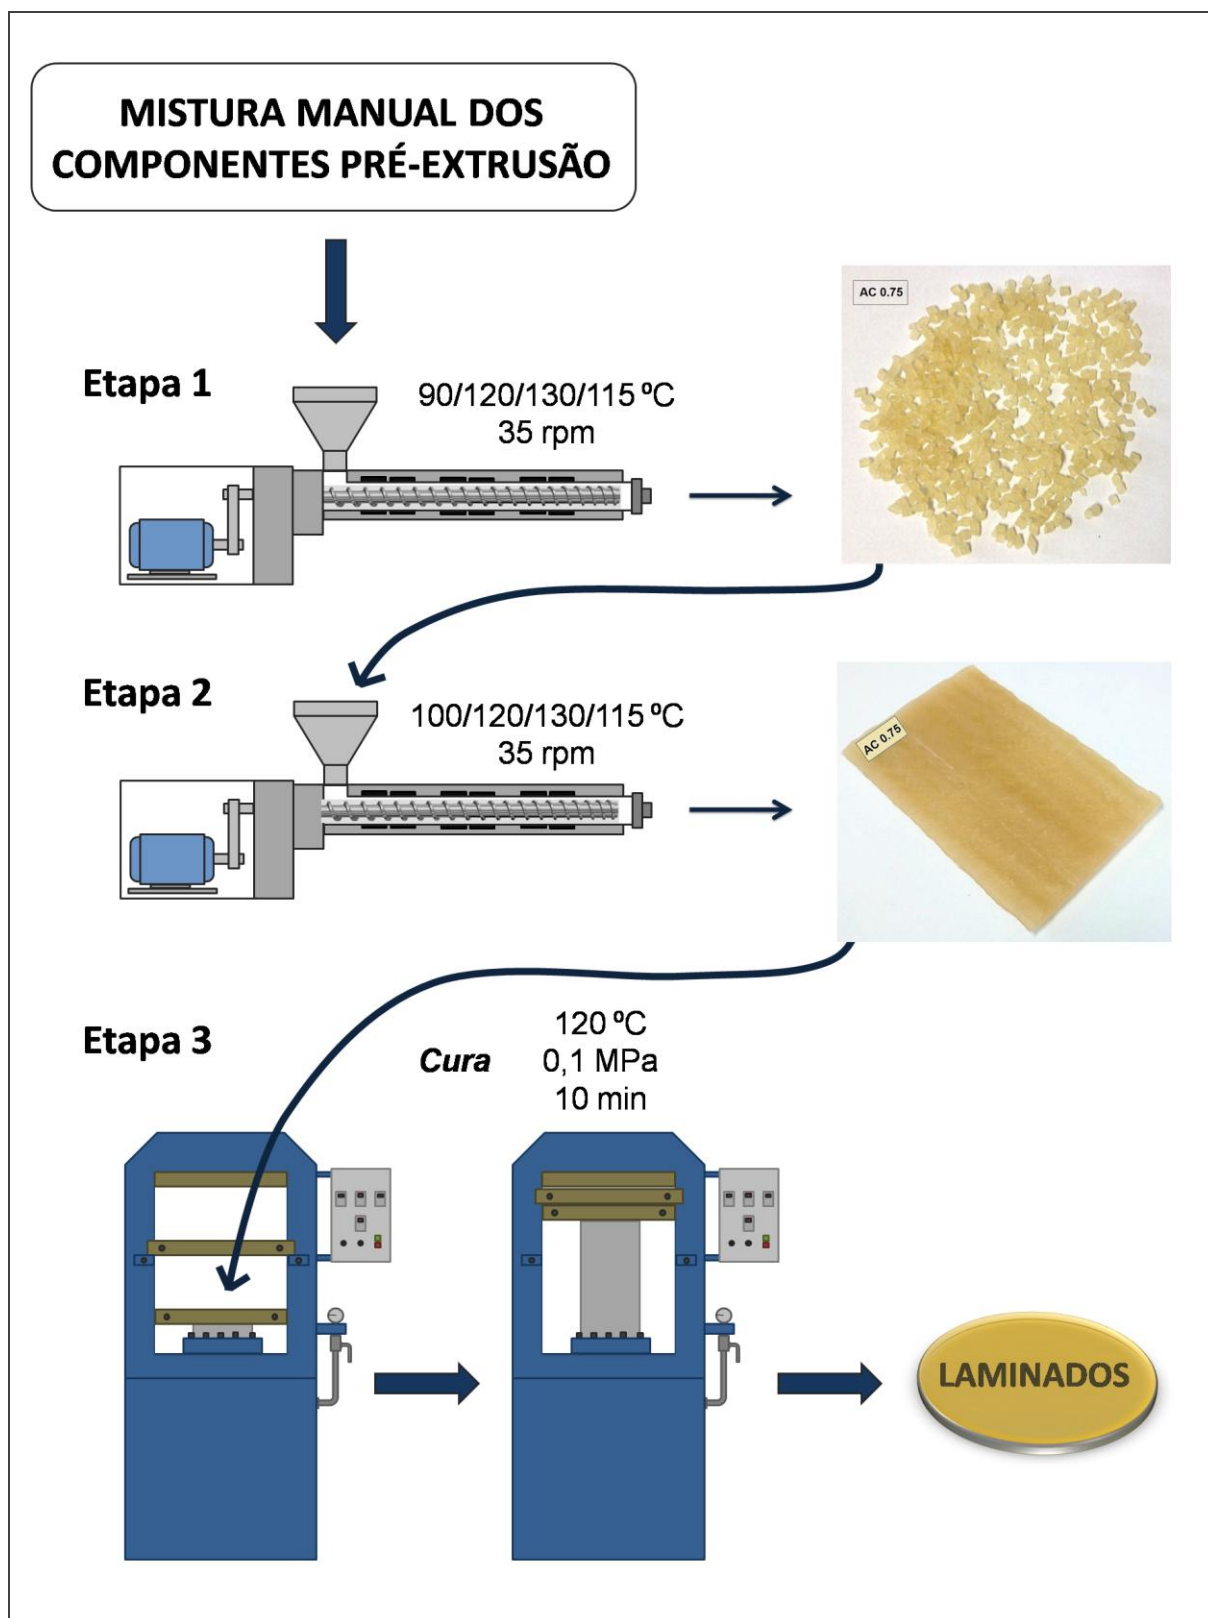 MISTURA MANUAL DOS
COMPONENTES PRÉ-EXTRUSÃO
Etapa 1
90/120/130/115 ºC
35 rpm
AC 0.75
Etapa 2
100/120/130/115 ºC
35 rpm
AC 0.75
Etapa 3
Cura
120 ºC
0,1 MPa
10 min
LAMINADOS